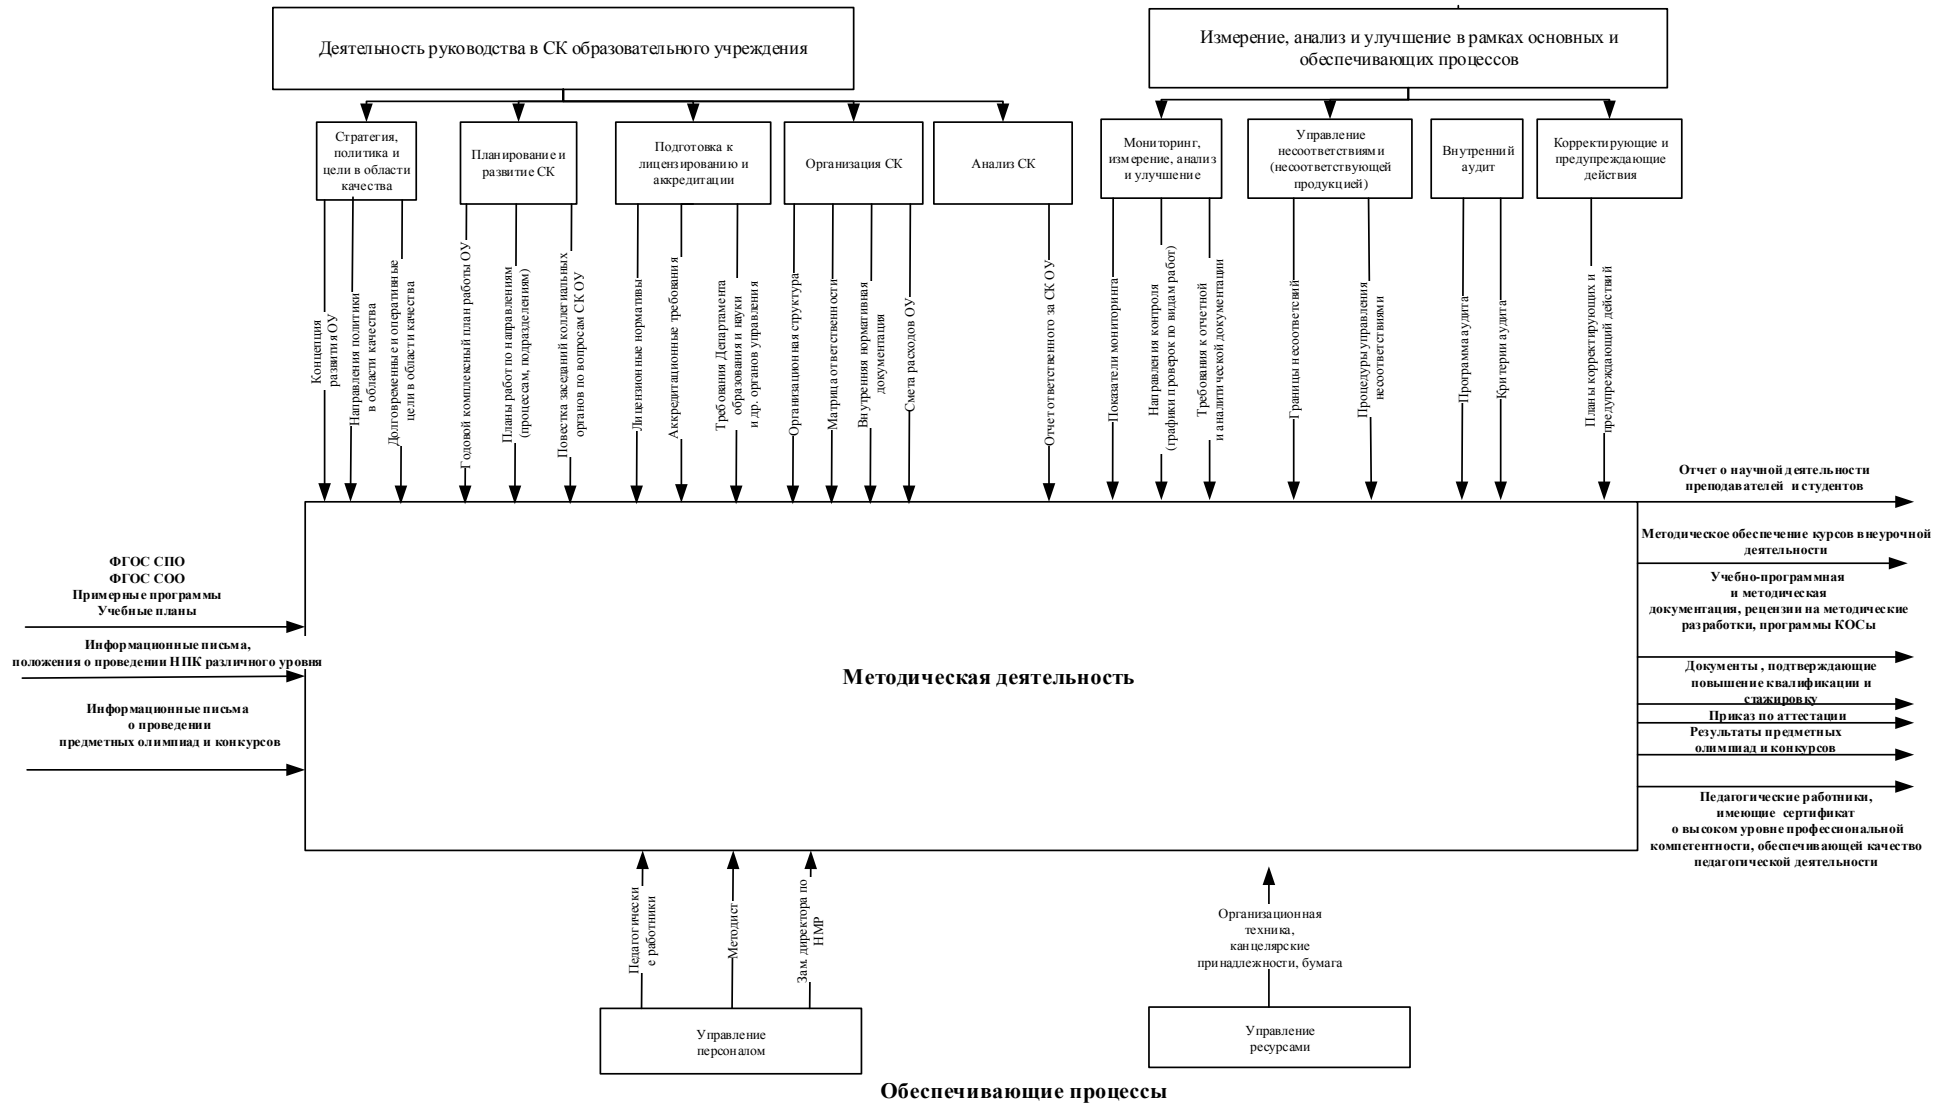 Деятельность руководства в СК образовательного учреждения
Измерение, анализ и улучшение в рамках основных и
обеспечивающих процессов
Стратегия,
политика и
цели в области
качества
Планирование и
развитие СК
Подготовка к
лицензированию и
аккредитации
Организация СК
Анализ СК
Мониторинг,
измерение, анализ
и улучшение
Управление
несоответствиями
(несоответствующей
продукцией)
Внутренний
аудит
Корректирующие и
предупреждающие
действия
Концепция
развития ОУ
Направления политики
в области качества
Долговременные и оперативные
цели в области качества
Годовой комплексный план работы ОУ
Планы работ по направлениям
(процессам, подразделениям)
Повестка заседаний коллегиальных
органов по вопросам СК ОУ
Лицензионные нормативы
Аккредитационные требования
Требования Департамента
образования и науки
и др. органов управления
Организационная структура
Матрица ответственности
Внутренняя нормативная
документация
Смета расходов ОУ
Отчет ответственного за СК ОУ
Показатели мониторинга
Направления контроля
(графики проверок по видам работ)
Требования к отчетной
и аналитической документации
Границы несоответсвий
Процедуры управления
несоответствиями
Программа аудита
Критерии аудита
Планы корректирующих и
предупреждающий действий
ФГОС СПО
ФГОС СОО
Примерные программы
Учебные планы
Информационные письма,
положения о проведении НПК различного уровня
Информационные письма
о проведении
предметных олимпиад и конкурсов
Методическая деятельность
Отчет о научной деятельности
преподавателей и студентов
Методическое обеспечение курсов внеурочной
деятельности
Учебно-программная
и методическая
документация, рецензии на методические
разработки, программы КОСы
Документы , подтверждающие
повышение квалификации и
стажировку
Приказ по аттестации
Результаты предметных
олимпиад и конкурсов
Педагогические работники,
имеющие сертификат
о высоком уровне профессиональной
компетентности, обеспечивающей качество
педагогической деятельности
Педагогически
е работники
Методист
Зам. директора по
НМР
Организационная
техника,
канцелярские
принадлежности, бумага
Управление
персоналом
Управление
ресурсами
Обеспечивающие процессы